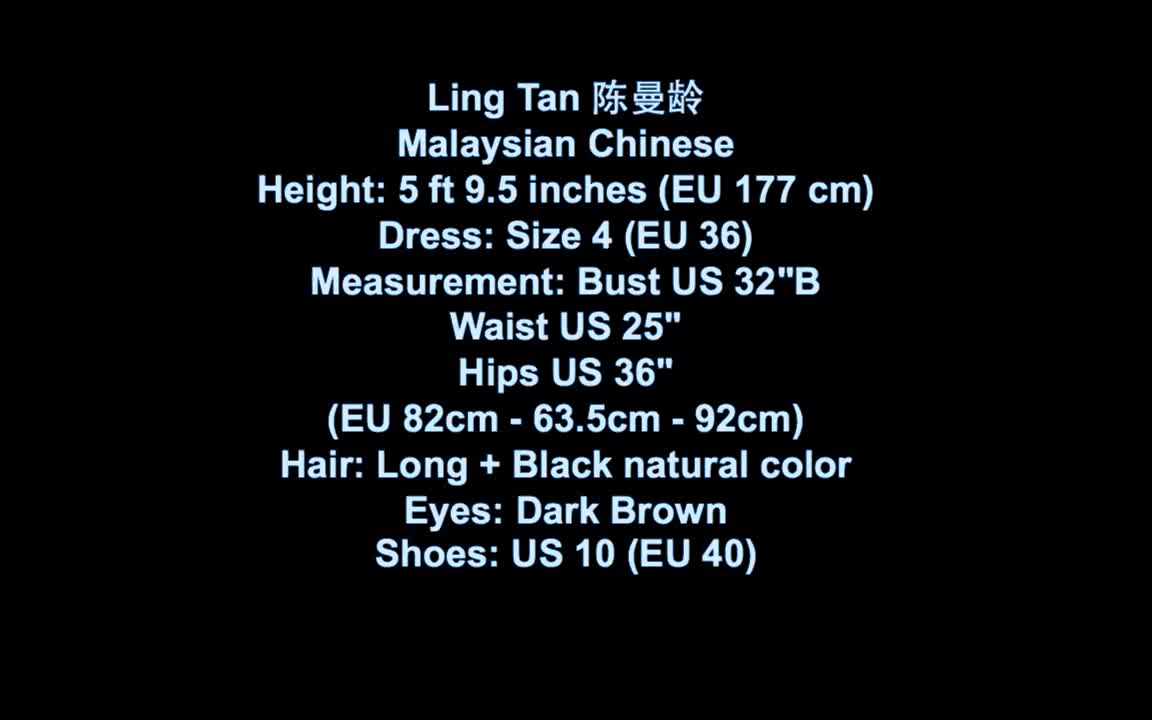 Ling Tan 陈曼龄
Malaysian Chinese
Height: 5 ft 9.5 inches (EU 177 cm)
Dress: Size 4 (EU 36)
Measurement: Bust US 32"B
Waist US 25"
Hips US 36"
(EU 82cm - 63.5cm - 92cm)
Hair: Long + Black natural color
Eyes: Dark Brown
Shoes: US 10 (EU 40)